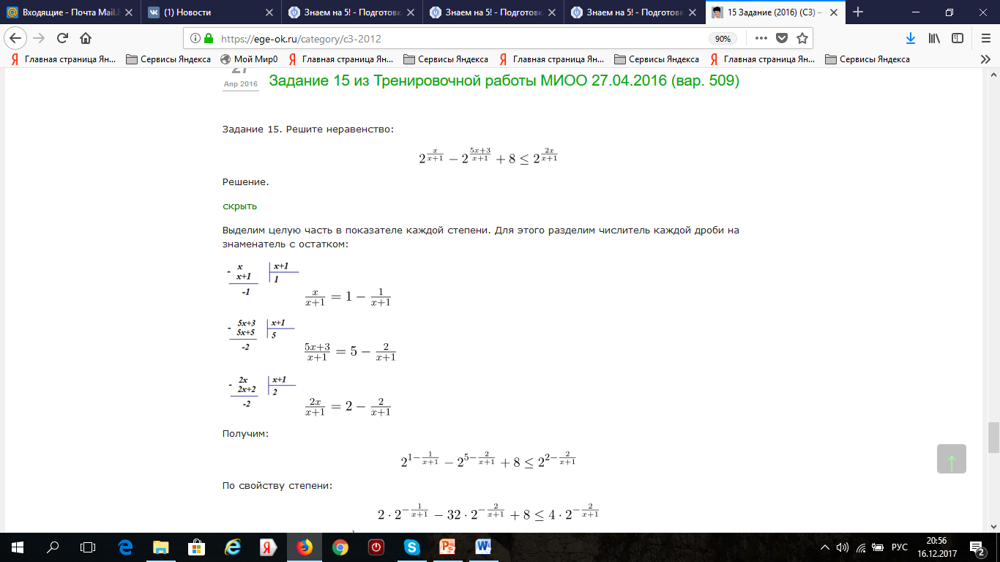 Входящие - Почта Mail.R
(1) Новости
Знаем на 5! - Подготовк
Знаем на 5! - Подготовк
Знаем на 5! - Подготовк
15 Задание (2016) (C3) –
https://ege-ok.ru/category/c3-2012
90%
Главная страница Ян...
Сервисы Яндекса
Мой Мир0
Главная страница Ян...
Сервисы Яндекса
Главная страница Ян...
Сервисы Яндекса
Главная страница Ян...
Сервисы Яндекса
27
Апр 2016
Задание 15 из Тренировочной работы МИОО 27.04.2016 (вар. 509)
Задание 15. Решите неравенство:
2^{\frac{x}{x+1}} − 2^{\frac{5x+3}{x+1}} + 8 ≤ 2^{\frac{2x}{x+1}}
Решение.
скрыть
Выделим целую часть в показателе каждой степени. Для этого разделим числитель каждой дроби на
знаменатель с остатком:
- x | x+1
x+1 | 1
-1
\frac{x}{x+1} = 1 − \frac{1}{x+1}
- 5x+3 | x+1
5x+5 | 5
-2
\frac{5x+3}{x+1} = 5 − \frac{2}{x+1}
- 2x | x+1
2x+2 | 2
-2
\frac{2x}{x+1} = 2 − \frac{2}{x+1}
Получим:
2^{1−\frac{1}{x+1}} − 2^{5−\frac{2}{x+1}} + 8 ≤ 2^{2−\frac{2}{x+1}}
По свойству степени:
2 · 2^{−\frac{1}{x+1}} − 32 · 2^{−\frac{2}{x+1}} + 8 ≤ 4 · 2^{−\frac{2}{x+1}}
РУС
20:56
16.12.2017
2